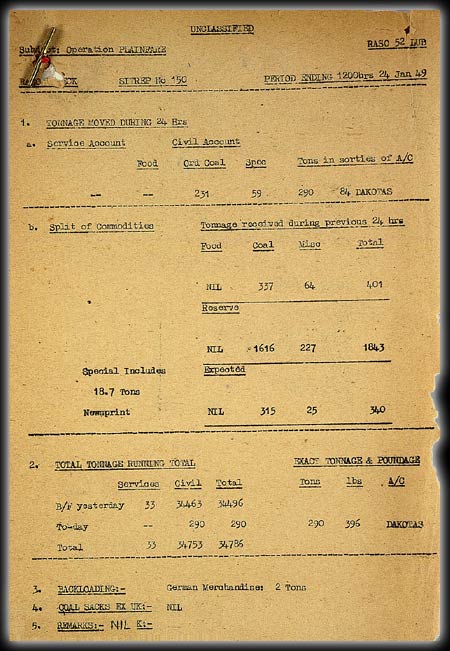 UNCLASSIFIED
Subject: Operation PLAINFARE RASO 52 LUB
SITREP No 150 PERIOD ENDING 1200hrs 24 Jan 49
1. TONNAGE MOVED DURING 24 Hrs
a. Service Account Civil Account
Food Ord Coal Spec Tons in sorties of A/C
-- -- 231 59 290 84 DAKOTAS
b. Split of Commodities Tonnage received during previous 24 hrs
Food Coal Misc Total
NIL 337 64 401
Reserve
NIL 1616 227 1843
Special Includes Expected
18.7 Tons
Newsprint NIL 315 25 340
2. TOTAL TONNAGE RUNNING TOTAL EXACT TONNAGE & POUNDAGE
Services Civil Total Tons lbs A/C
B/F yesterday 33 34463 34496
To-day -- 290 290 290 396 DAKOTAS
Total 33 34753 34786
3. BACKLOADING:- German Merchandise: 2 Tons
4. COAL SACKS EX UK:- NIL
5. REMARKS:- NIL K:-